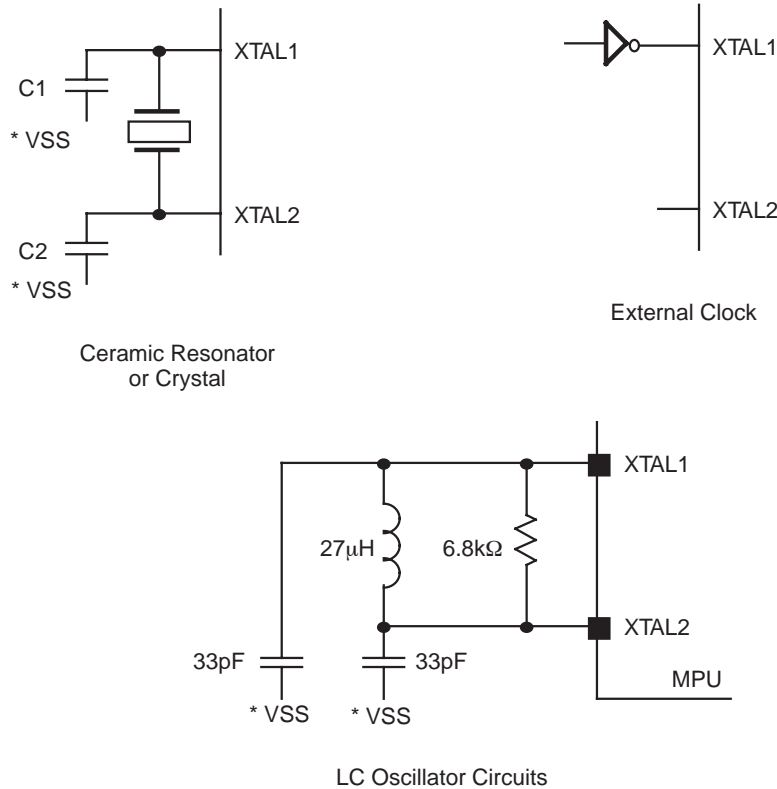 XTAL1
C1
* VSS
XTAL2
C2
* VSS
Ceramic Resonator
or Crystal
XTAL1
XTAL2
External Clock
XTAL1
27μH
6.8kΩ
XTAL2
33pF
33pF
MPU
* VSS
* VSS
LC Oscillator Circuits